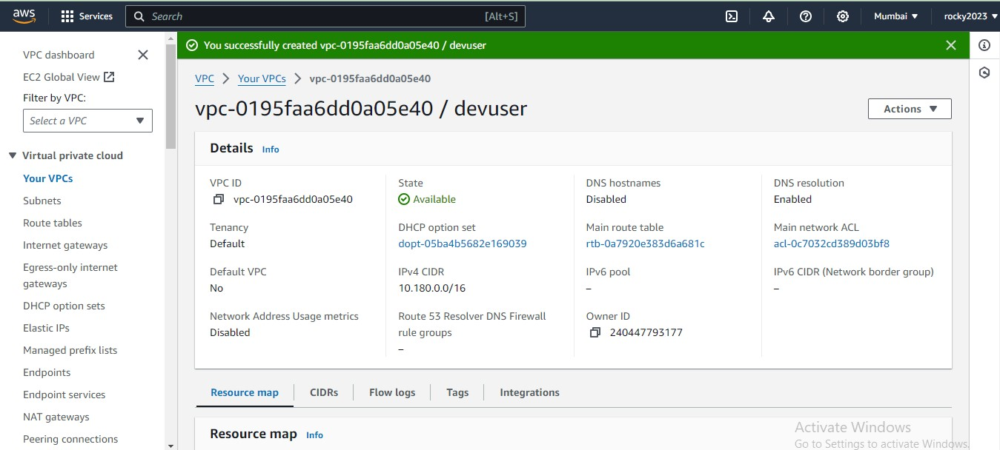 aws
Services
Search
[Alt+S]
Mumbai
rocky2023
VPC dashboard
EC2 Global View
Filter by VPC:
Select a VPC
Virtual private cloud
Your VPCs
Subnets
Route tables
Internet gateways
Egress-only internet
gateways
DHCP option sets
Elastic IPs
Managed prefix lists
Endpoints
Endpoint services
NAT gateways
Peering connections
You successfully created vpc-0195faa6dd0a05e40 / devuser
VPC > Your VPCs > vpc-0195faa6dd0a05e40
vpc-0195faa6dd0a05e40 / devuser
Actions
Details Info
VPC ID
vpc-0195faa6dd0a05e40
State
Available
DNS hostnames
Disabled
DNS resolution
Enabled
Tenancy
Default
DHCP option set
dopt-05ba4b5682e169039
Main route table
rtb-0a7920e383d6a681c
Main network ACL
acl-0c7032cd389d03bf8
Default VPC
No
IPv4 CIDR
10.180.0.0/16
IPv6 pool
–
IPv6 CIDR (Network border group)
–
Network Address Usage metrics
Disabled
Route 53 Resolver DNS Firewall
rule groups
–
Owner ID
240447793177
Resource map
CIDRs
Flow logs
Tags
Integrations
Resource map Info
Activate Windows
Go to Settings to activate Windows.